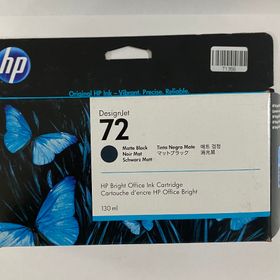 hp
71366
Original HP Ink – Vibrant. Precise. Reliable.
DesignJet
72
Matte Black Tinta Negra Mate 매트 검정
Noir Mat マットブラック 消光黑
Schwarz Matt
HP Bright Office Ink Cartridge
Cartouche d'encre HP Office Bright
130 ml